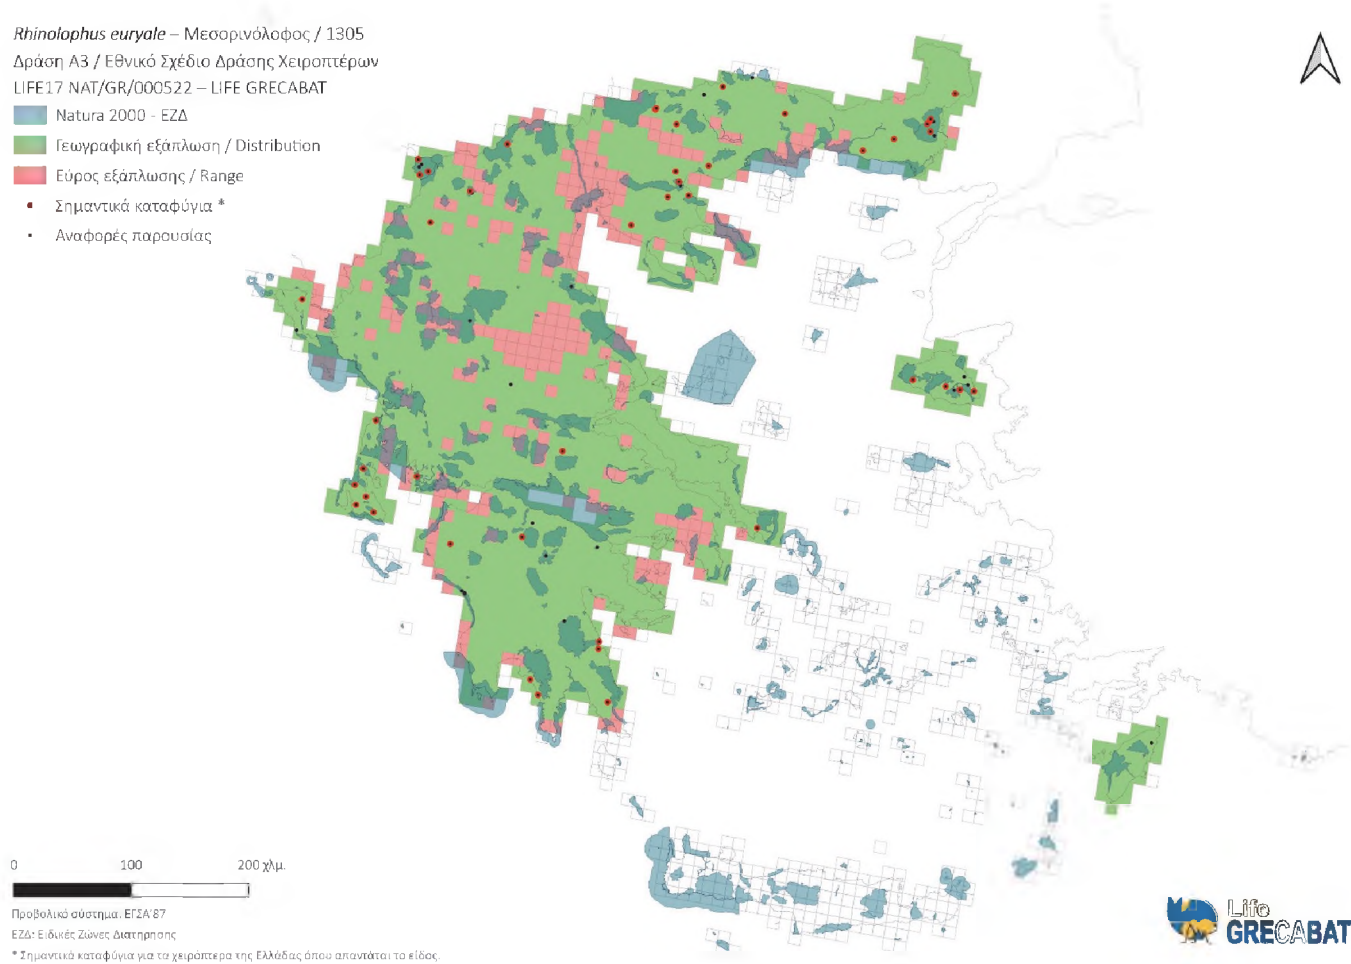 Rhinolophus euryale – Μεσορινόλοφος / 1305
Δράση Α3 / Εθνικό Σχέδιο Δράσης Χειροπτέρων
LIFE17 NAT/GR/000522 – LIFE GRECABAT
Natura 2000 - ΕΖΔ
Γεωγραφική εξάπλωση / Distribution
Εύρος εξάπλωσης / Range
Σημαντικά καταφύγια *
Αναφορές παρουσίας
0 100 200 χλμ.
Προβολικό σύστημα: ΕΓΣΑ'87
ΕΖΔ: Ειδικές Ζώνες Διατήρησης
* Σημαντικά καταφύγια για τα χειρόπτερα της Ελλάδας όπου απαντάται το είδος.
Life
GRECABAT